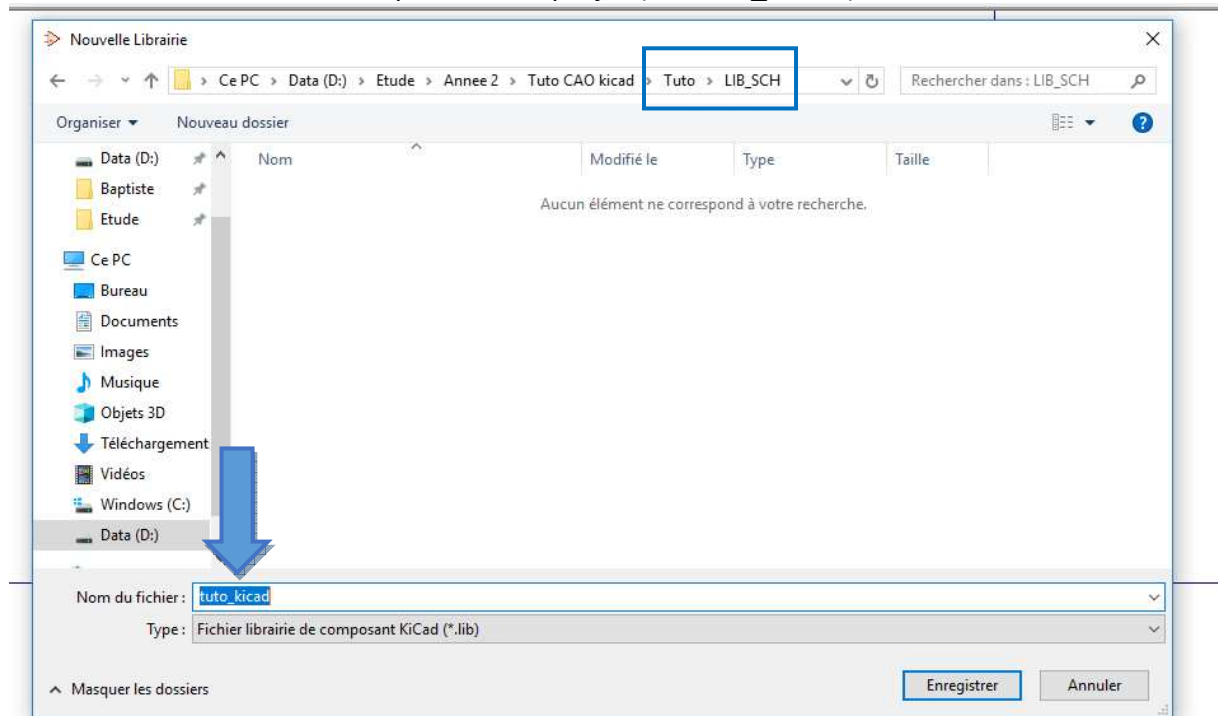 Nouvelle Librairie
Ce PC > Data (D:) > Etude > Annee 2 > Tuto CAO kicad > Tuto > LIB_SCH
Rechercher dans : LIB_SCH
Organiser
Nouveau dossier
Nom
Modifié le
Type
Taille
Data (D:)
Baptiste
Etude
Aucun élément ne correspond à votre recherche.
Ce PC
Bureau
Documents
Images
Musique
Objets 3D
Téléchargement
Vidéos
Windows (C:)
Data (D:)
Nom du fichier : tuto_kicad
Type : Fichier librairie de composant KiCad (*.lib)
Masquer les dossiers
Enregistrer
Annuler